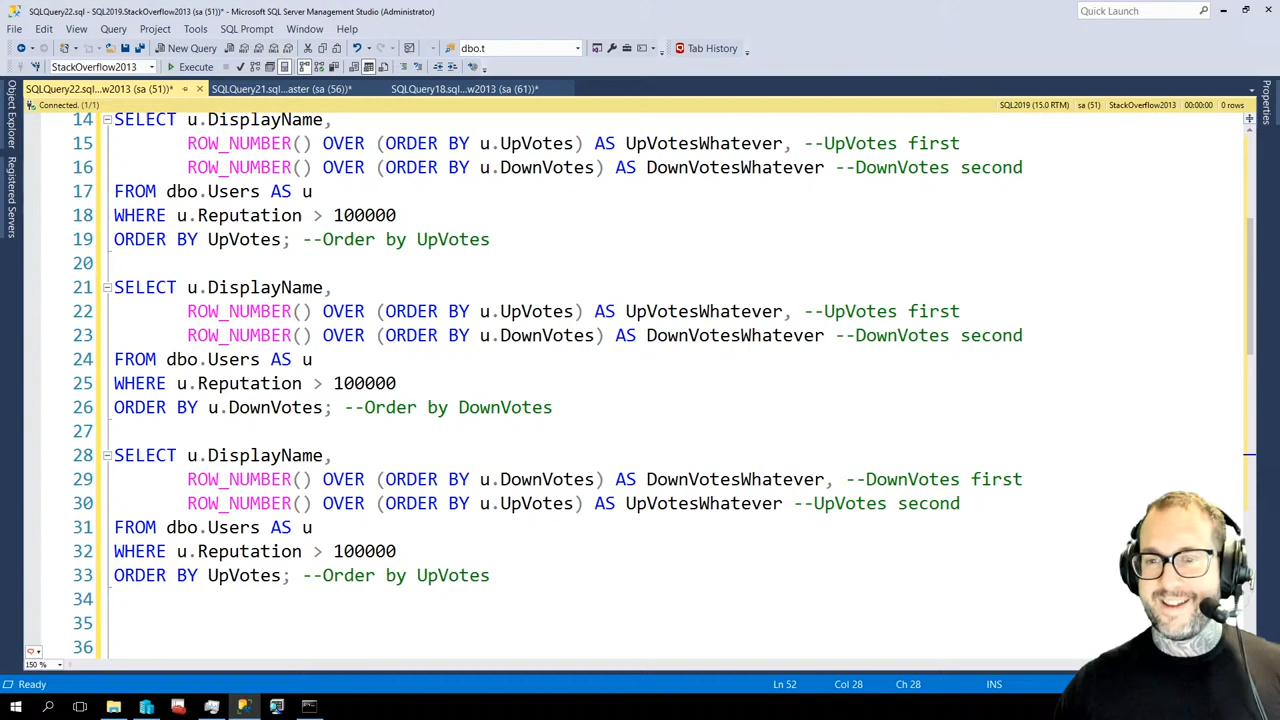 SQLQuery22.sql - SQL2019.StackOverflow2013 (sa (51))* - Microsoft SQL Server Management Studio (Administrator)
Quick Launch
File Edit View Query Project Tools SQL Prompt Window Help
New Query dbo.t Tab History
StackOverflow2013 Execute
SQLQuery22.sql...w2013 (sa (51))* SQLQuery21.sql...aster (sa (56))* SQLQuery18.sql...w2013 (sa (61))*
Connected. (1/1) SQL2019 (15.0 RTM) sa (51) StackOverflow2013 00:00:00 0 rows
Object Explorer
Registered Servers
Properties
14 SELECT u.DisplayName,
15 ROW_NUMBER() OVER (ORDER BY u.UpVotes) AS UpVotesWhatever, --UpVotes first
16 ROW_NUMBER() OVER (ORDER BY u.DownVotes) AS DownVotesWhatever --DownVotes second
17 FROM dbo.Users AS u
18 WHERE u.Reputation > 100000
19 ORDER BY UpVotes; --Order by UpVotes
20
21 SELECT u.DisplayName,
22 ROW_NUMBER() OVER (ORDER BY u.UpVotes) AS UpVotesWhatever, --UpVotes first
23 ROW_NUMBER() OVER (ORDER BY u.DownVotes) AS DownVotesWhatever --DownVotes second
24 FROM dbo.Users AS u
25 WHERE u.Reputation > 100000
26 ORDER BY u.DownVotes; --Order by DownVotes
27
28 SELECT u.DisplayName,
29 ROW_NUMBER() OVER (ORDER BY u.DownVotes) AS DownVotesWhatever, --DownVotes first
30 ROW_NUMBER() OVER (ORDER BY u.UpVotes) AS UpVotesWhatever --UpVotes second
31 FROM dbo.Users AS u
32 WHERE u.Reputation > 100000
33 ORDER BY UpVotes; --Order by UpVotes
34
35
36
150 %
Ready Ln 52 Col 28 Ch 28 INS